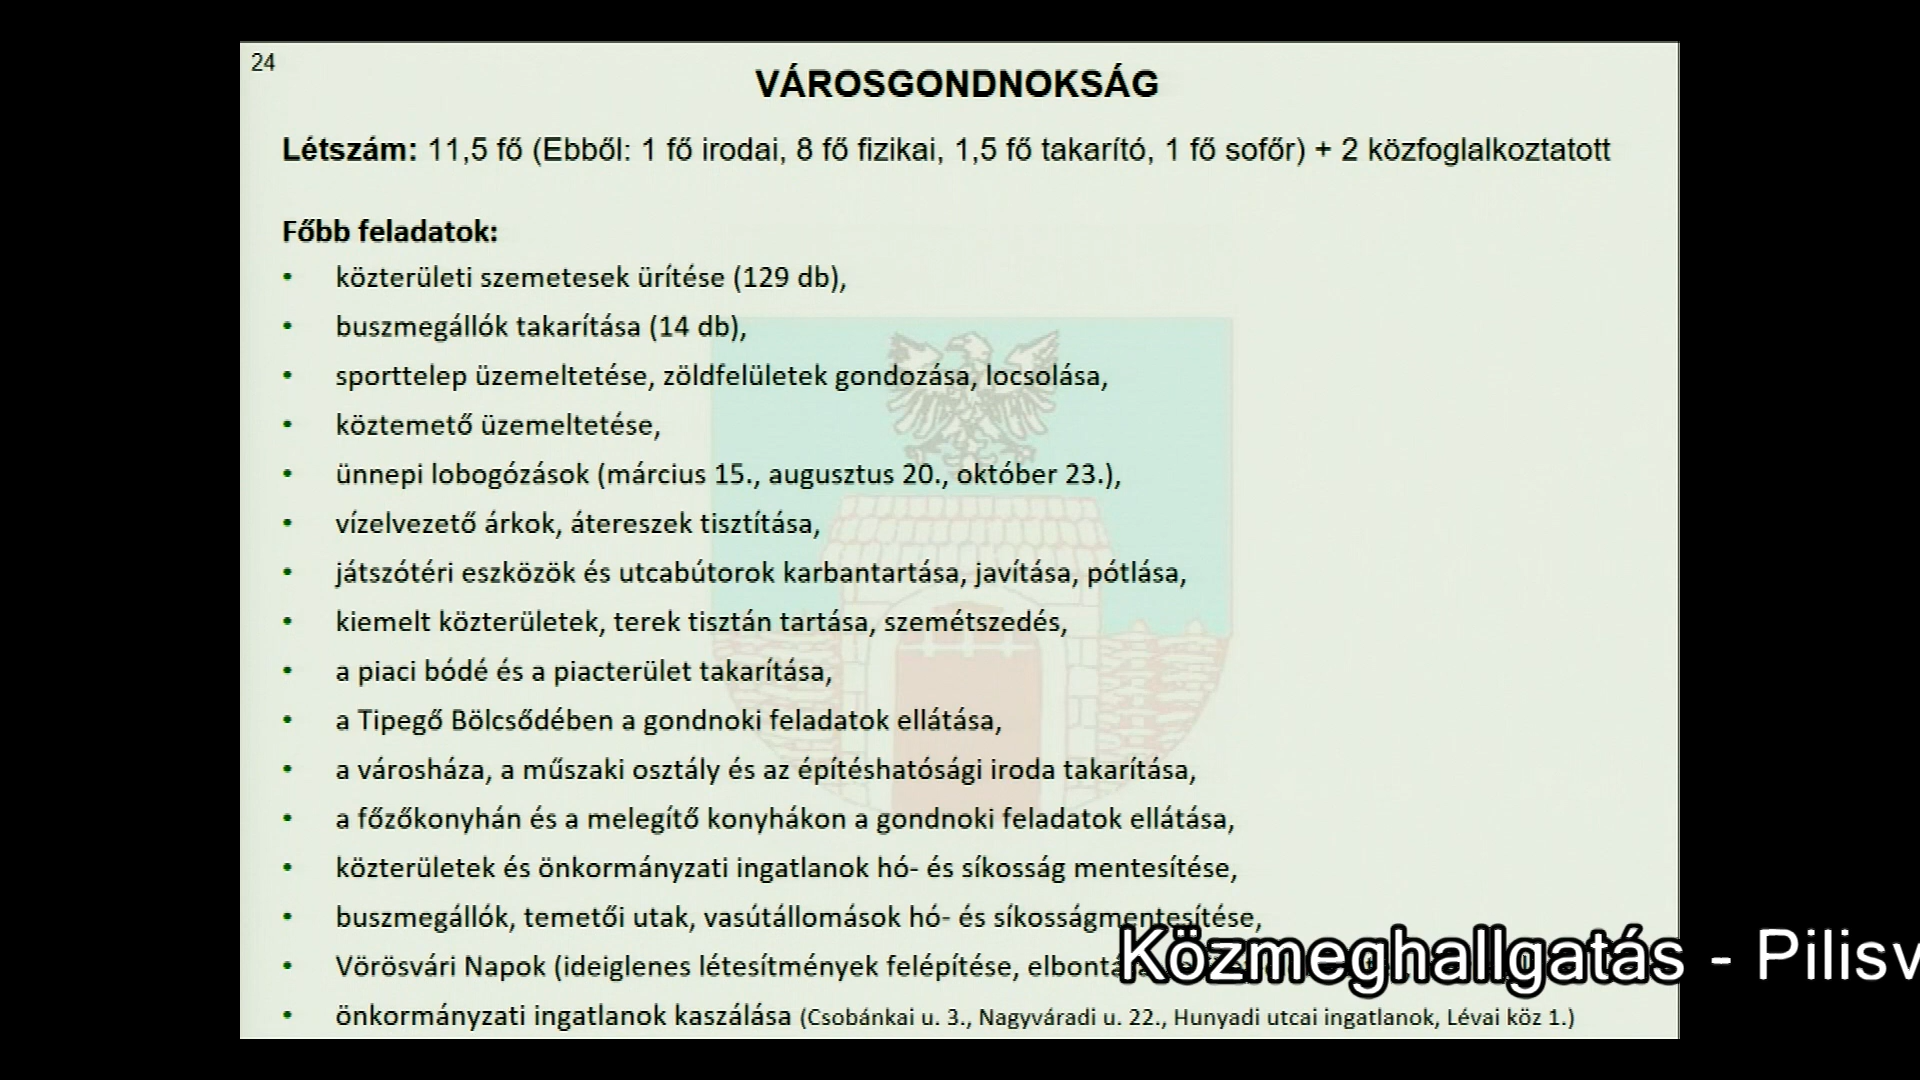 24
VÁROSGONDNOKSÁG
Létszám: 11,5 fő (Ebből: 1 fő irodai, 8 fő fizikai, 1,5 fő takarító, 1 fő sofőr) + 2 közfoglalkoztatott
Főbb feladatok:
• közterületi szemetesek ürítése (129 db),
• buszmegállók takarítása (14 db),
• sporttelep üzemeltetése, zöldfelületek gondozása, locsolása,
• köztemető üzemeltetése,
• ünnepi lobogózások (március 15., augusztus 20., október 23.),
• vízelvezető árkok, átereszek tisztítása,
• játszótéri eszközök és utcabútorok karbantartása, javítása, pótlása,
• kiemelt közterületek, terek tisztán tartása, szemétszedés,
• a piaci bódé és a piacterület takarítása,
• a Tipegő Bölcsődében a gondnoki feladatok ellátása,
• a városháza, a műszaki osztály és az építéshatósági iroda takarítása,
• a főzőkonyhán és a melegítő konyhákon a gondnoki feladatok ellátása,
• közterületek és önkormányzati ingatlanok hó- és síkosság mentesítése,
• buszmegállók, temetői utak, vasútállomások hó- és síkosságmentesítése,
• Vörösvári Napok (ideiglenes létesítmények felépítése,
Közmeghallgatás - Pilisv
• önkormányzati ingatlanok kaszálása (Csobánkai u. 3., Nagyváradi u. 22., Hunyadi utcai ingatlanok, Lévai köz 1.)